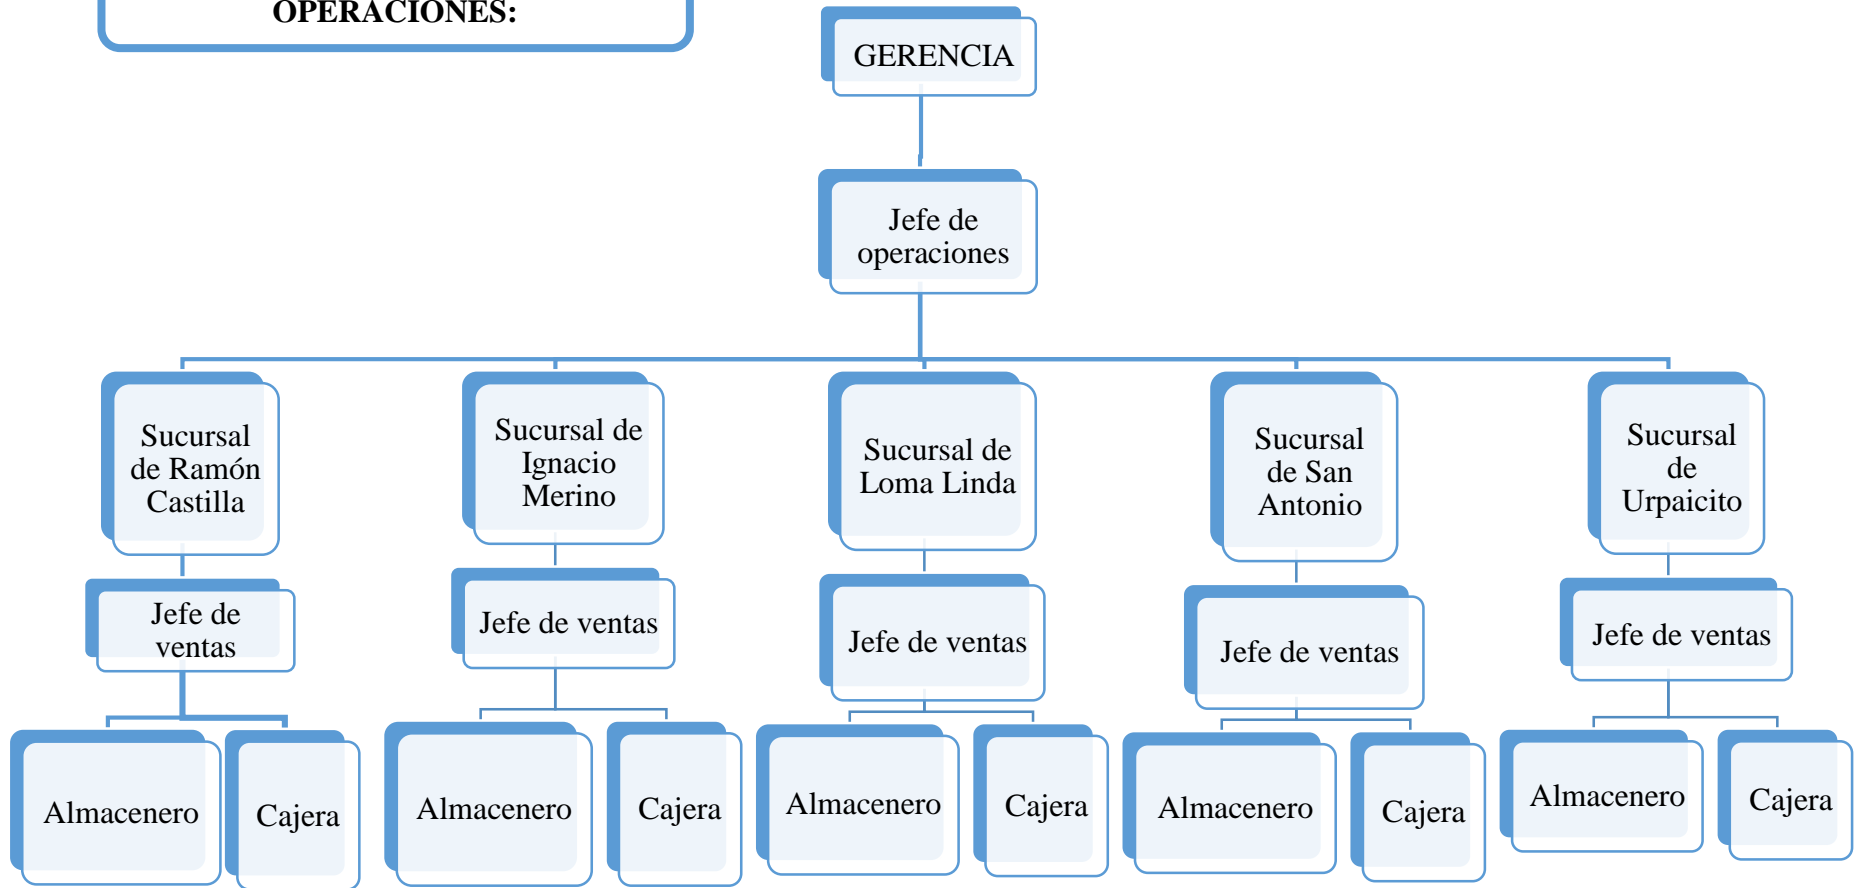 OPERACIONES:
GERENCIA
Jefe de
operaciones
Sucursal
de Ramón
Castilla
Sucursal de
Ignacio
Merino
Sucursal de
Loma Linda
Sucursal
de San
Antonio
Sucursal
de
Urpaicito
Jefe de
ventas
Jefe de ventas
Jefe de ventas
Jefe de ventas
Jefe de ventas
Almacenero
Cajera
Almacenero
Cajera
Almacenero
Cajera
Almacenero
Cajera
Almacenero
Cajera